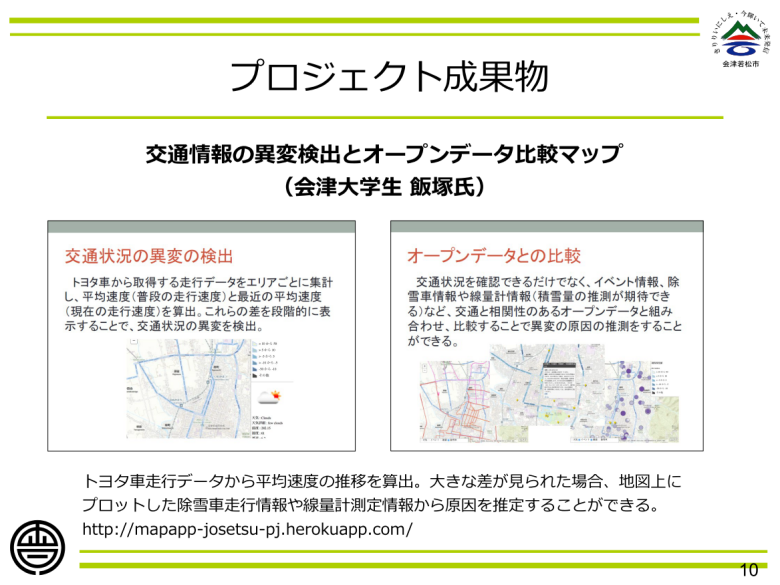 会津若松市
プロジェクト成果物
交通情報の異変検出とオープンデータ比較マップ
（会津大学生 飯塚氏）
交通状況の異変の検出
トヨタ車から取得する走行データをエリアごとに集計
し、平均速度（普段の走行速度）と最近の平均速度
（現在の走行速度）を算出。これらの差を段階的に表
示することで、交通状況の異変を検出。
オープンデータとの比較
交通状況を確認できるだけでなく、イベント情報、除
雪車情報や線量計情報（積雪量の推測が期待でき
る）など、交通と相関性のあるオープンデータと組み
合わせ、比較することで異変の原因の推測をすること
ができる。
トヨタ車走行データから平均速度の推移を算出。大きな差が見られた場合、地図上に
プロットした除雪車走行情報や線量計測定情報から原因を推定することができる。
http://mapapp-josetsu-pj.herokuapp.com/
10